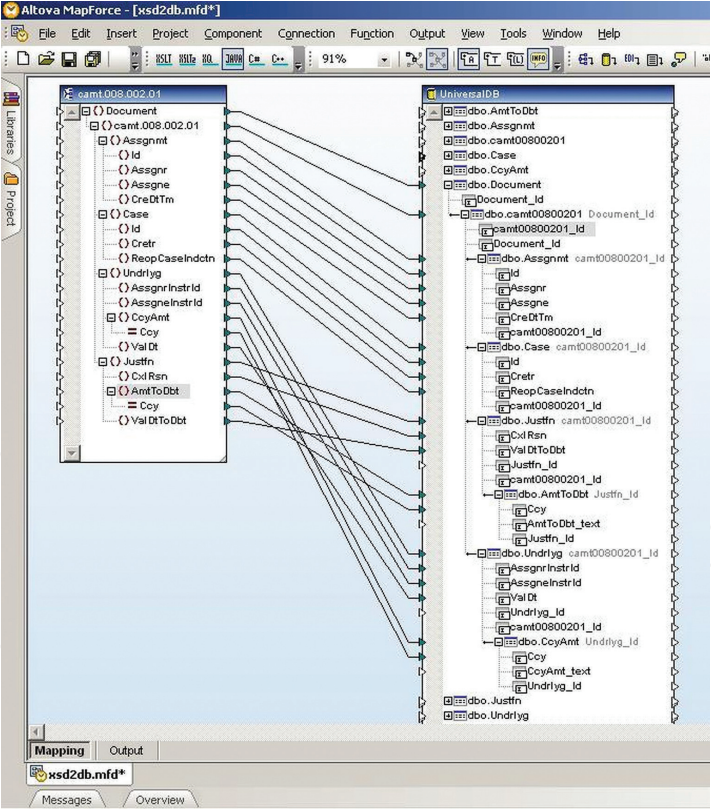 Altova MapForce - [xsd2db.mfd*]
File Edit Insert Project Component Connection Function Output View Tools Window Help
XSLT XSLT2 XQ JAVA C# C++ 91% INFO
Libraries
Project
camt.008.002.01
Document
camt.008.002.01
Assgnmt
Id
Assgnr
Assgne
CreDtTm
Case
Id
Cretr
ReopCaseIndctn
Undrlyg
AssgnrInstrId
AssgneInstrId
CcyAmt
Ccy
ValDt
Justfn
CxlRsn
AmtToDbt
Ccy
ValDtToDbt
UniversalDB
dbo.AmtToDbt
dbo.Assgnmt
dbo.camt00800201
dbo.Case
dbo.CcyAmt
dbo.Document
Document_Id
dbo.camt00800201 Document_Id
camt00800201_Id
Document_Id
dbo.Assgnmt camt00800201_Id
Id
Assgnr
Assgne
CreDtTm
camt00800201_Id
dbo.Case camt00800201_Id
Id
Cretr
ReopCaseIndctn
camt00800201_Id
dbo.Justfn camt00800201_Id
CxlRsn
ValDtToDbt
Justfn_Id
camt00800201_Id
dbo.AmtToDbt Justfn_Id
Ccy
AmtToDbt_text
Justfn_Id
dbo.Undrlyg camt00800201_Id
AssgnrInstrId
AssgneInstrId
ValDt
Undrlyg_Id
camt00800201_Id
dbo.CcyAmt Undrlyg_Id
Ccy
CcyAmt_text
Undrlyg_Id
dbo.Justfn
dbo.Undrlyg
Mapping Output
xsd2db.mfd*
Messages Overview